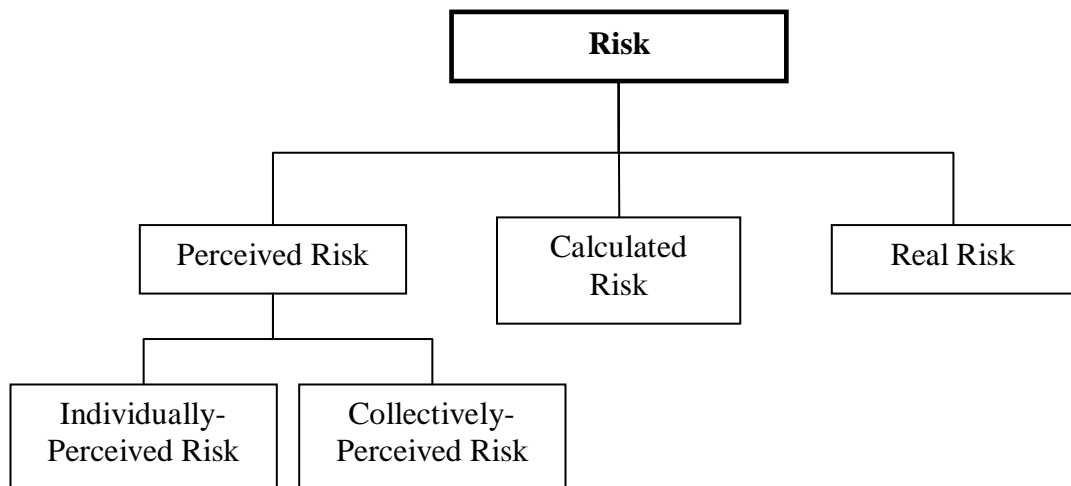 Risk
Perceived Risk
Calculated
Risk
Real Risk
Individually-
Perceived Risk
Collectively-
Perceived Risk